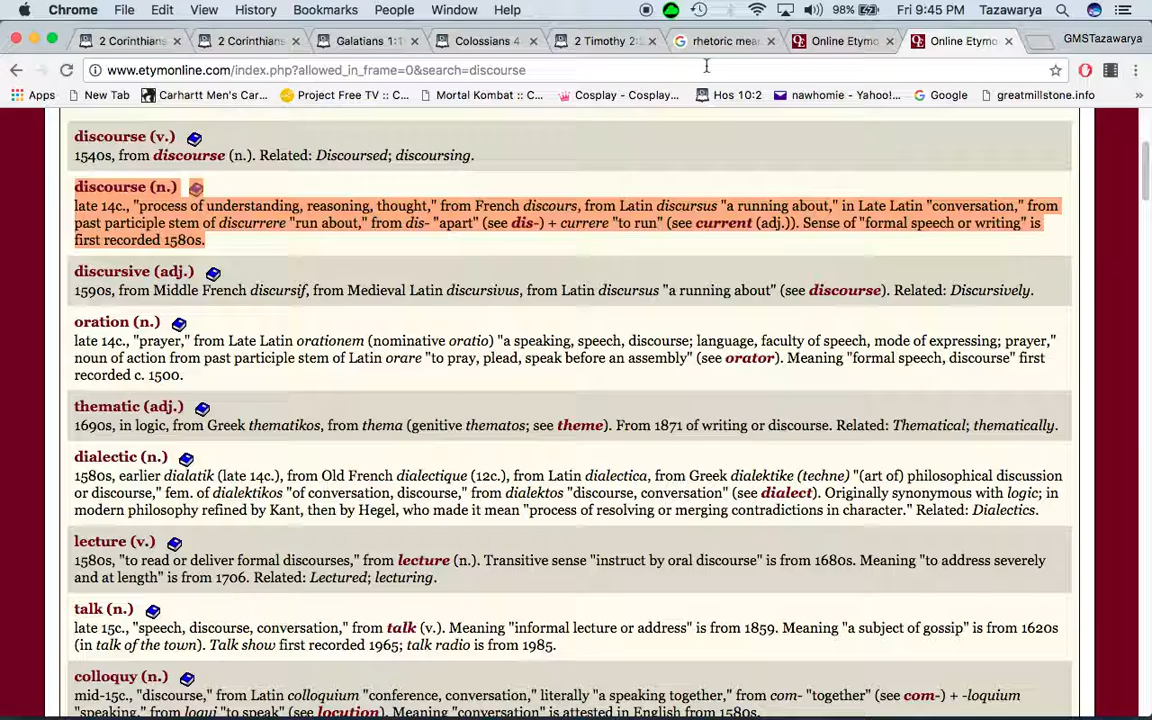 Chrome File Edit View History Bookmarks People Window Help 98% Fri 9:45 PM Tazawarya
2 Corinthians 2 Corinthian Galatians 1:1 Colossians 4 2 Timothy 2: rhetoric mea Online Etymo Online Etymo GMSTazawarya
www.etymonline.com/index.php?allowed_in_frame=0&search=discourse
Apps New Tab Carhartt Men's Car... Project Free TV :: C... Mortal Kombat :: C... Cosplay - Cosplay... Hos 10:2 nawhomie - Yahoo!... Google greatmillstone.info »
discourse (v.)
1540s, from discourse (n.). Related: Discoursed; discoursing.
discourse (n.)
late 14c., "process of understanding, reasoning, thought," from French discours, from Latin discursus "a running about," in Late Latin "conversation," from
past participle stem of discurrere "run about," from dis- "apart" (see dis-) + currere "to run" (see current (adj.)). Sense of "formal speech or writing" is
first recorded 1580s.
discursive (adj.)
1590s, from Middle French discursif, from Medieval Latin discursivus, from Latin discursus "a running about" (see discourse). Related: Discursively.
oration (n.)
late 14c., "prayer," from Late Latin orationem (nominative oratio) "a speaking, speech, discourse; language, faculty of speech, mode of expressing; prayer,"
noun of action from past participle stem of Latin orare "to pray, plead, speak before an assembly" (see orator). Meaning "formal speech, discourse" first
recorded c. 1500.
thematic (adj.)
1690s, in logic, from Greek thematikos, from thema (genitive thematos; see theme). From 1871 of writing or discourse. Related: Thematical; thematically.
dialectic (n.)
1580s, earlier dialatik (late 14c.), from Old French dialectique (12c.), from Latin dialectica, from Greek dialektike (techne) "(art of) philosophical discussion
or discourse," fem. of dialektikos "of conversation, discourse," from dialektos "discourse, conversation" (see dialect). Originally synonymous with logic; in
modern philosophy refined by Kant, then by Hegel, who made it mean "process of resolving or merging contradictions in character." Related: Dialectics.
lecture (v.)
1580s, "to read or deliver formal discourses," from lecture (n.). Transitive sense "instruct by oral discourse" is from 1680s. Meaning "to address severely
and at length" is from 1706. Related: Lectured; lecturing.
talk (n.)
late 15c., "speech, discourse, conversation," from talk (v.). Meaning "informal lecture or address" is from 1859. Meaning "a subject of gossip" is from 1620s
(in talk of the town). Talk show first recorded 1965; talk radio is from 1985.
colloquy (n.)
mid-15c., "discourse," from Latin colloquium "conference, conversation," literally "a speaking together," from com- "together" (see com-) + -loquium
"speaking," from loqui "to speak" (see locution). Meaning "conversation" is attested in English from 1580s.